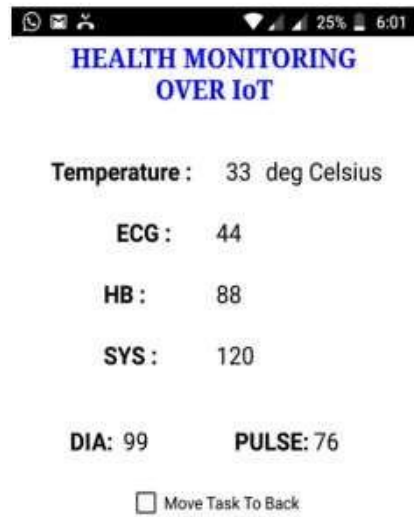 25% 6:01
HEALTH MONITORING
OVER IoT
Temperature : 33 deg Celsius
ECG : 44
HB : 88
SYS : 120
DIA: 99 PULSE: 76
Move Task To Back